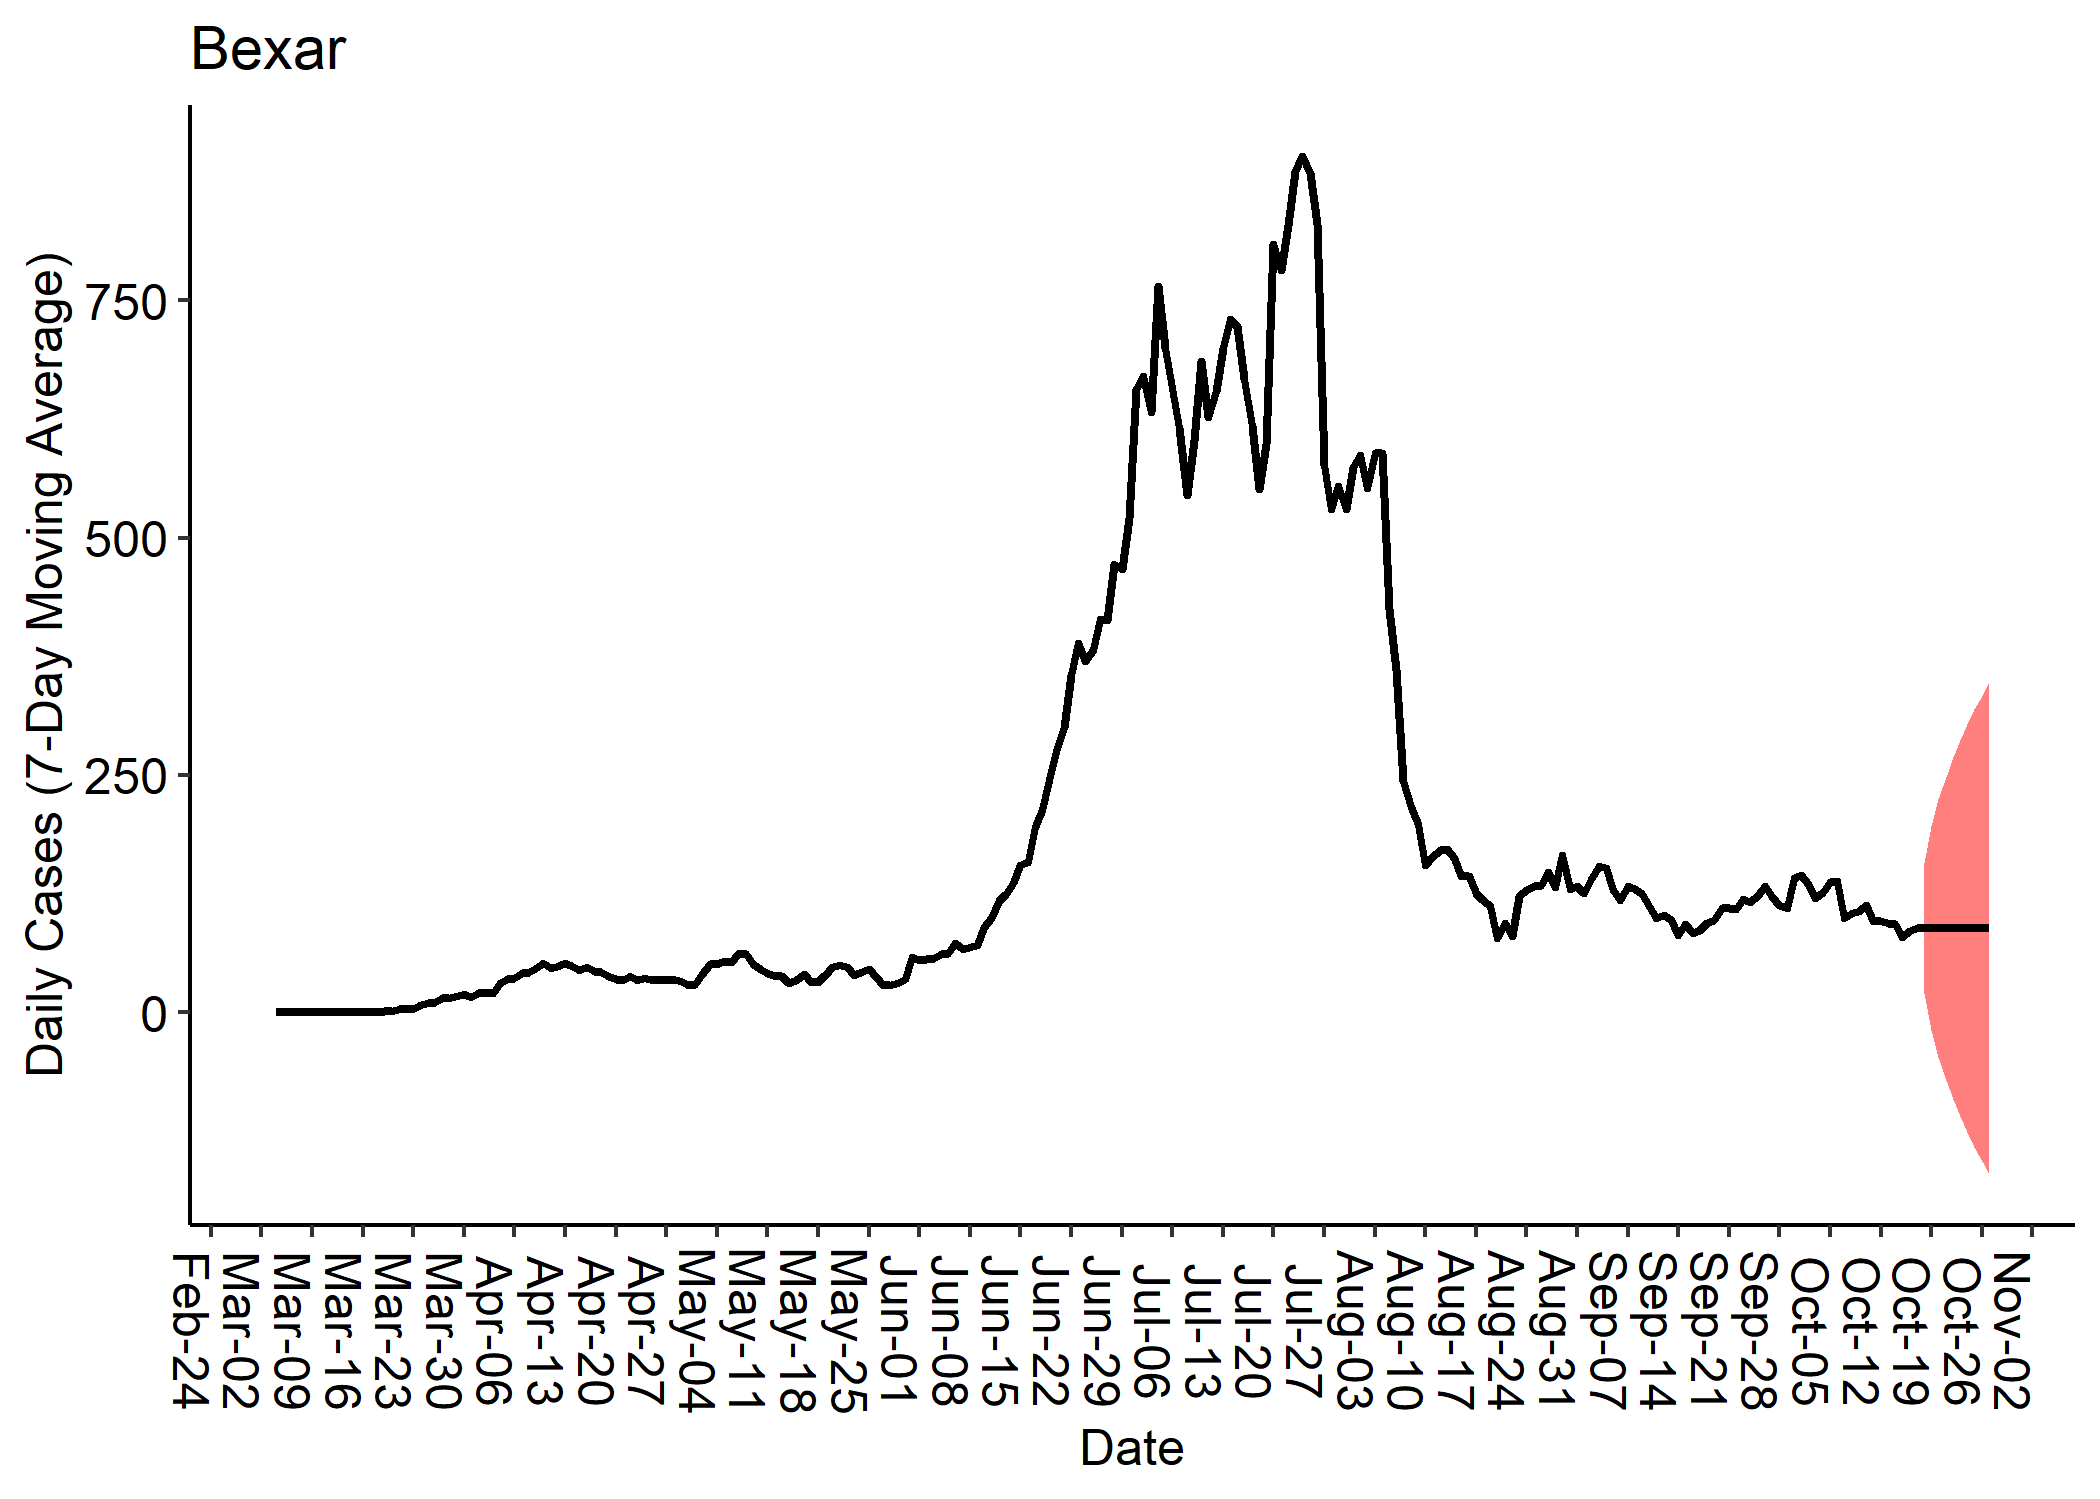 Bexar
Daily Cases (7-Day Moving Average)
750
500
250
0
Feb-24
Mar-02
Mar-09
Mar-16
Mar-23
Mar-30
Apr-06
Apr-13
Apr-20
Apr-27
May-04
May-11
May-18
May-25
Jun-01
Jun-08
Jun-15
Jun-22
Jun-29
Jul-06
Jul-13
Jul-20
Jul-27
Aug-03
Aug-10
Aug-17
Aug-24
Aug-31
Sep-07
Sep-14
Sep-21
Sep-28
Oct-05
Oct-12
Oct-19
Oct-26
Nov-02
Date